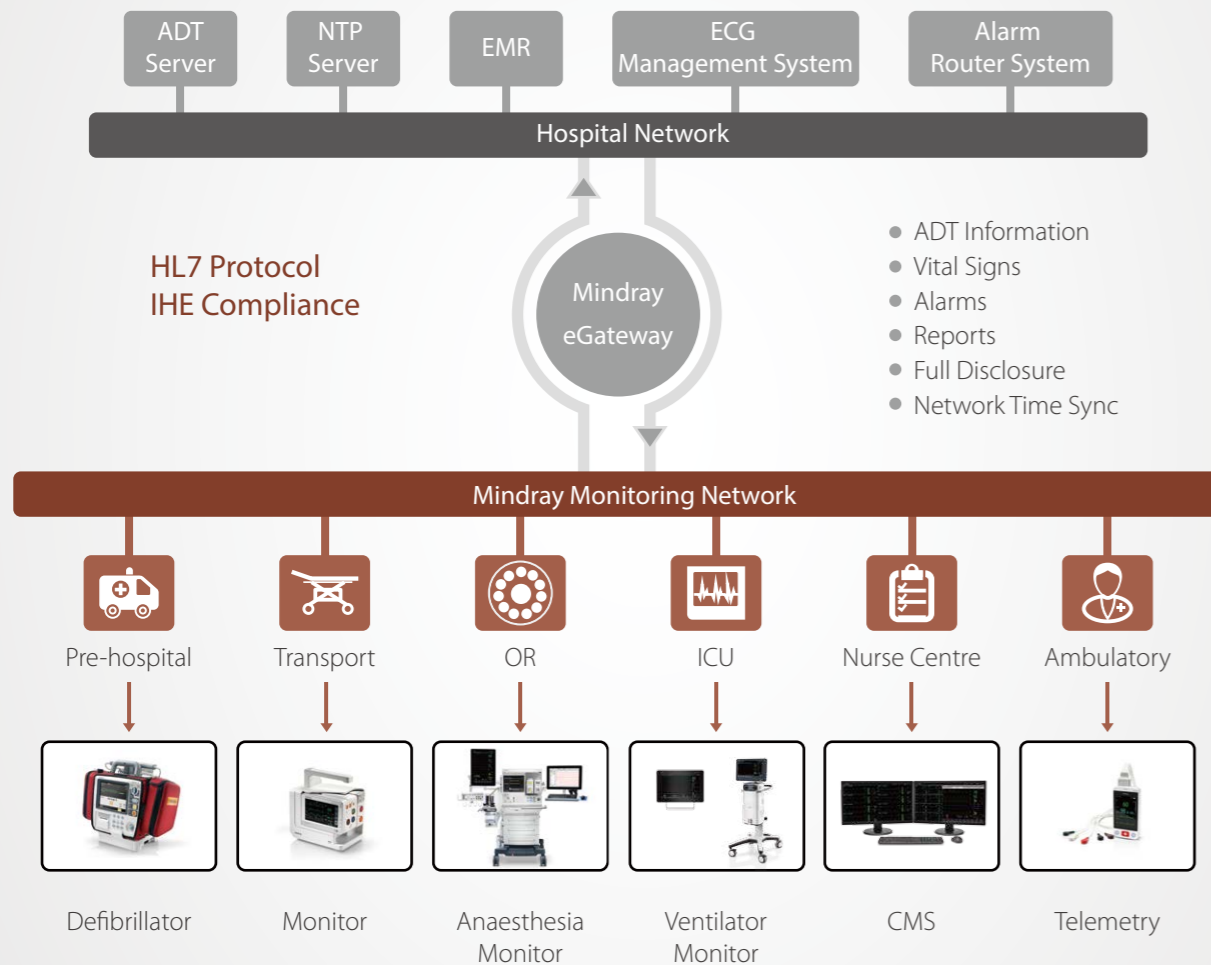 ADT
Server
NTP
Server
EMR
ECG
Management System
Alarm
Router System
Hospital Network
HL7 Protocol
IHE Compliance
Mindray
eGateway
ADT Information
Vital Signs
Alarms
Reports
Full Disclosure
Network Time Sync
Mindray Monitoring Network
Pre-hospital
Transport
OR
ICU
Nurse Centre
Ambulatory
Defibrillator
Monitor
Anaesthesia
Monitor
Ventilator
Monitor
CMS
Telemetry